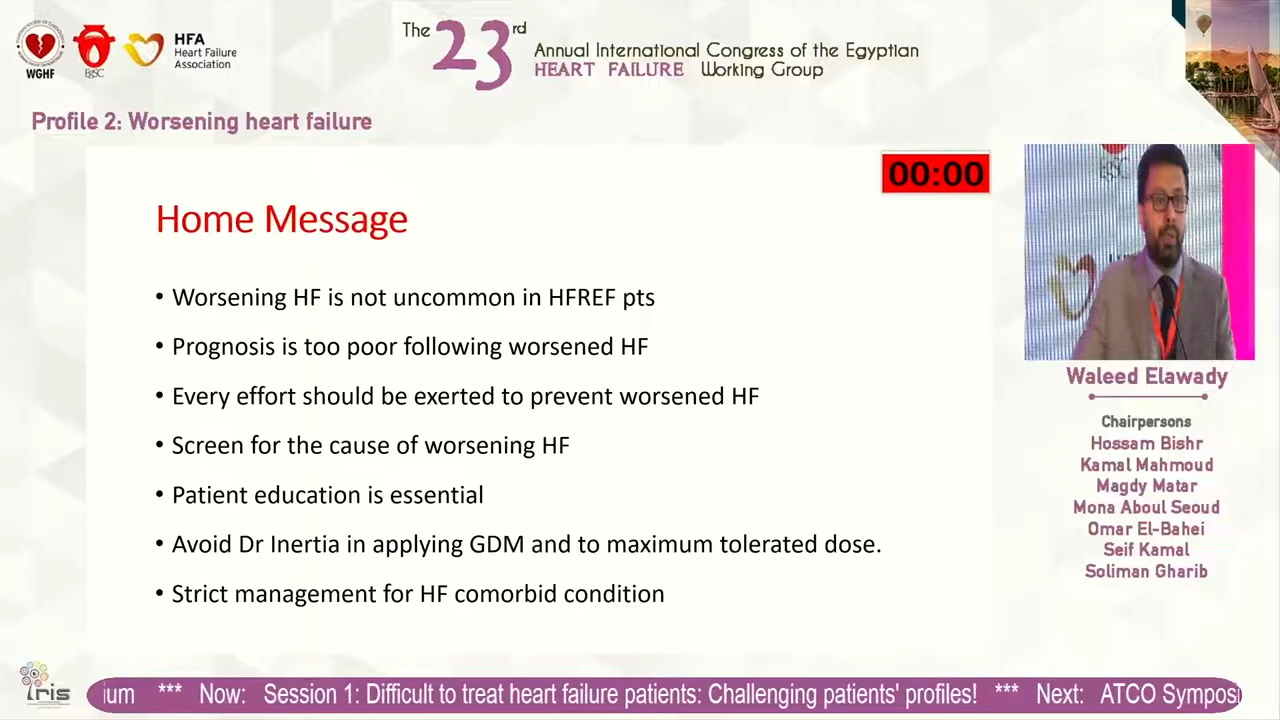 WGHF
EgSC
HFA
Heart Failure
Association
The 23rd
Annual International Congress of the Egyptian
HEART FAILURE Working Group
Profile 2: Worsening heart failure
00:00
Home Message
• Worsening HF is not uncommon in HFREF pts
• Prognosis is too poor following worsened HF
• Every effort should be exerted to prevent worsened HF
• Screen for the cause of worsening HF
• Patient education is essential
• Avoid Dr Inertia in applying GDM and to maximum tolerated dose.
• Strict management for HF comorbid condition
Waleed Elawady
Chairpersons
Hossam Bishr
Kamal Mahmoud
Magdy Matar
Mona Aboul Seoud
Omar El-Bahei
Seif Kamal
Soliman Gharib
Iris
ium *** Now: Session 1: Difficult to treat heart failure patients: Challenging patients' profiles! *** Next: ATCO Sympos